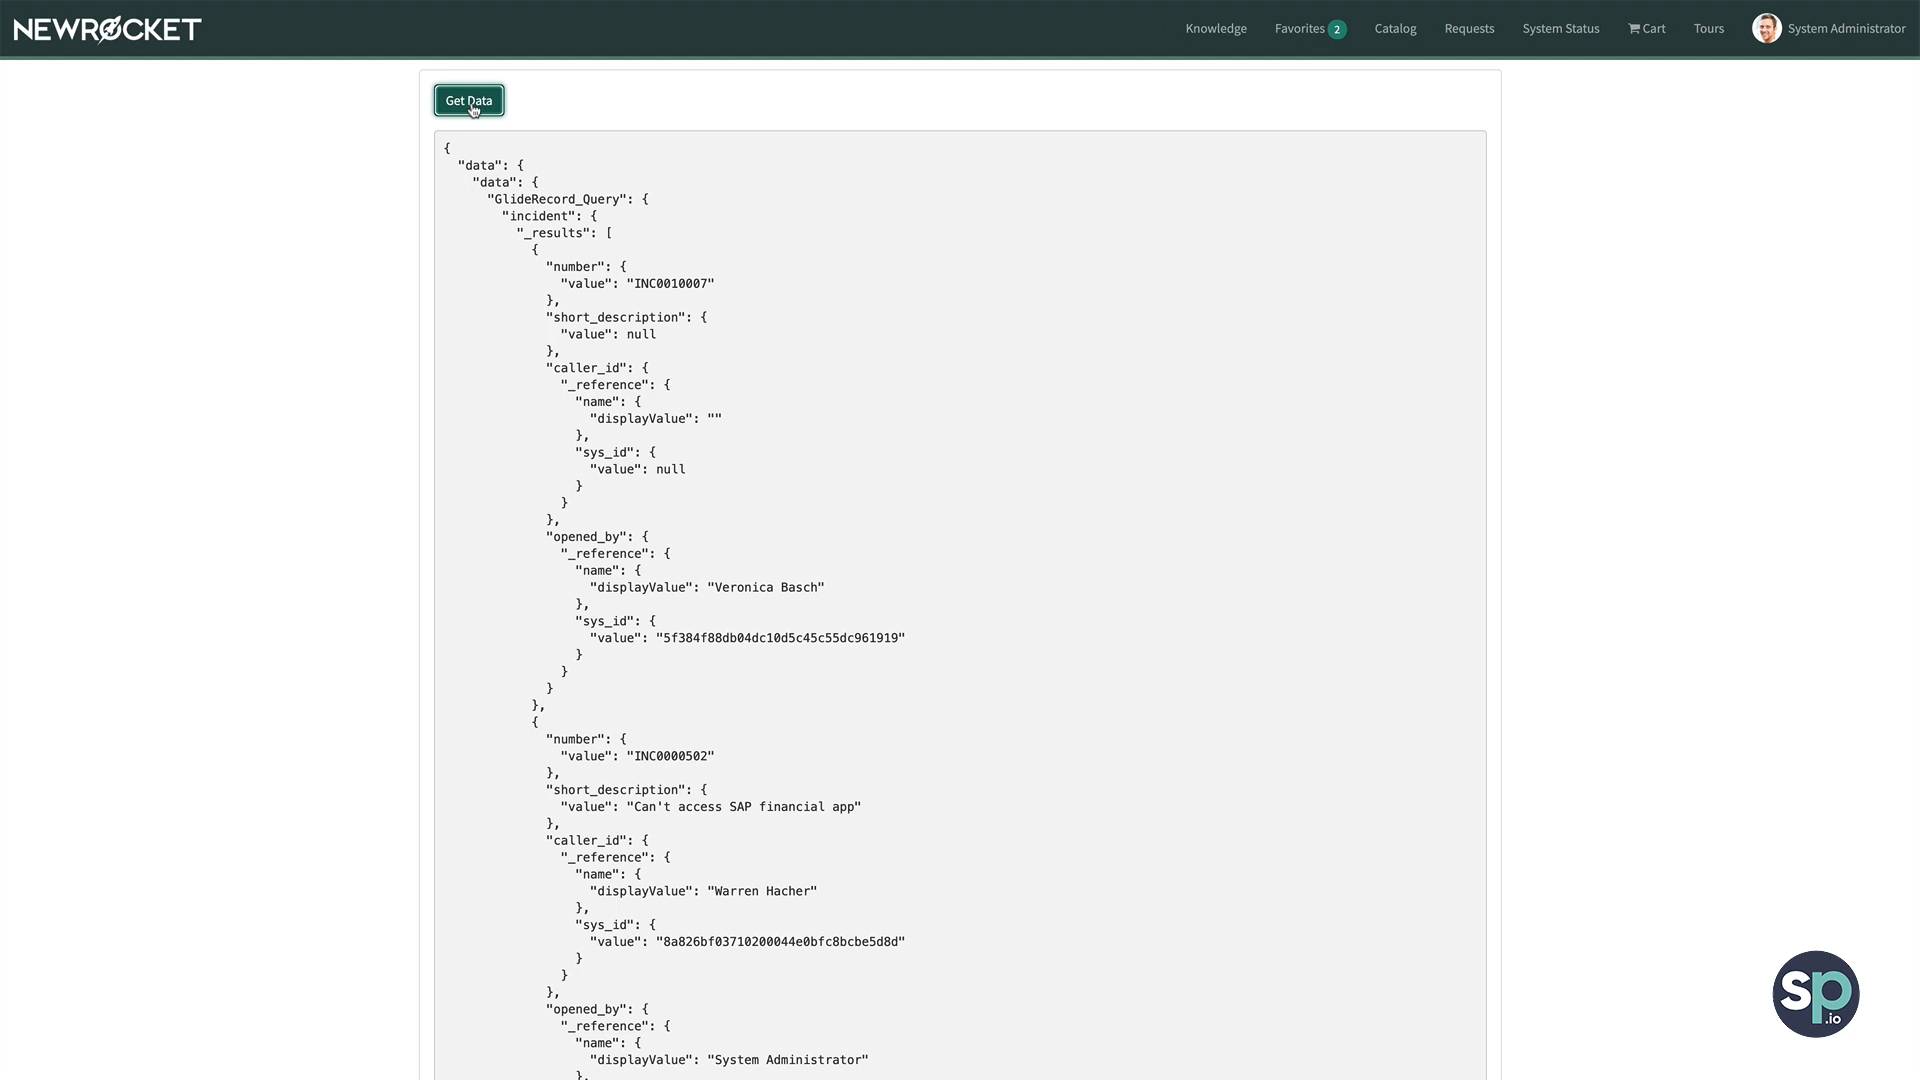 NEWROCKET
Knowledge
Favorites 2
Catalog
Requests
System Status
Cart
Tours
System Administrator
Get Data
{
  "data": {
    "data": {
      "GlideRecord_Query": {
        "incident": {
          "_results": [
            {
              "number": {
                "value": "INC0010007"
              },
              "short_description": {
                "value": null
              },
              "caller_id": {
                "_reference": {
                  "name": {
                    "displayValue": ""
                  },
                  "sys_id": {
                    "value": null
                  }
                }
              },
              "opened_by": {
                "_reference": {
                  "name": {
                    "displayValue": "Veronica Basch"
                  },
                  "sys_id": {
                    "value": "5f384f88db04dc10d5c45c55dc961919"
                  }
                }
              }
            },
            {
              "number": {
                "value": "INC0000502"
              },
              "short_description": {
                "value": "Can't access SAP financial app"
              },
              "caller_id": {
                "_reference": {
                  "name": {
                    "displayValue": "Warren Hacher"
                  },
                  "sys_id": {
                    "value": "8a826bf03710200044e0bfc8bcbe5d8d"
                  }
                }
              },
              "opened_by": {
                "_reference": {
                  "name": {
                    "displayValue": "System Administrator"
                  },
sp.io